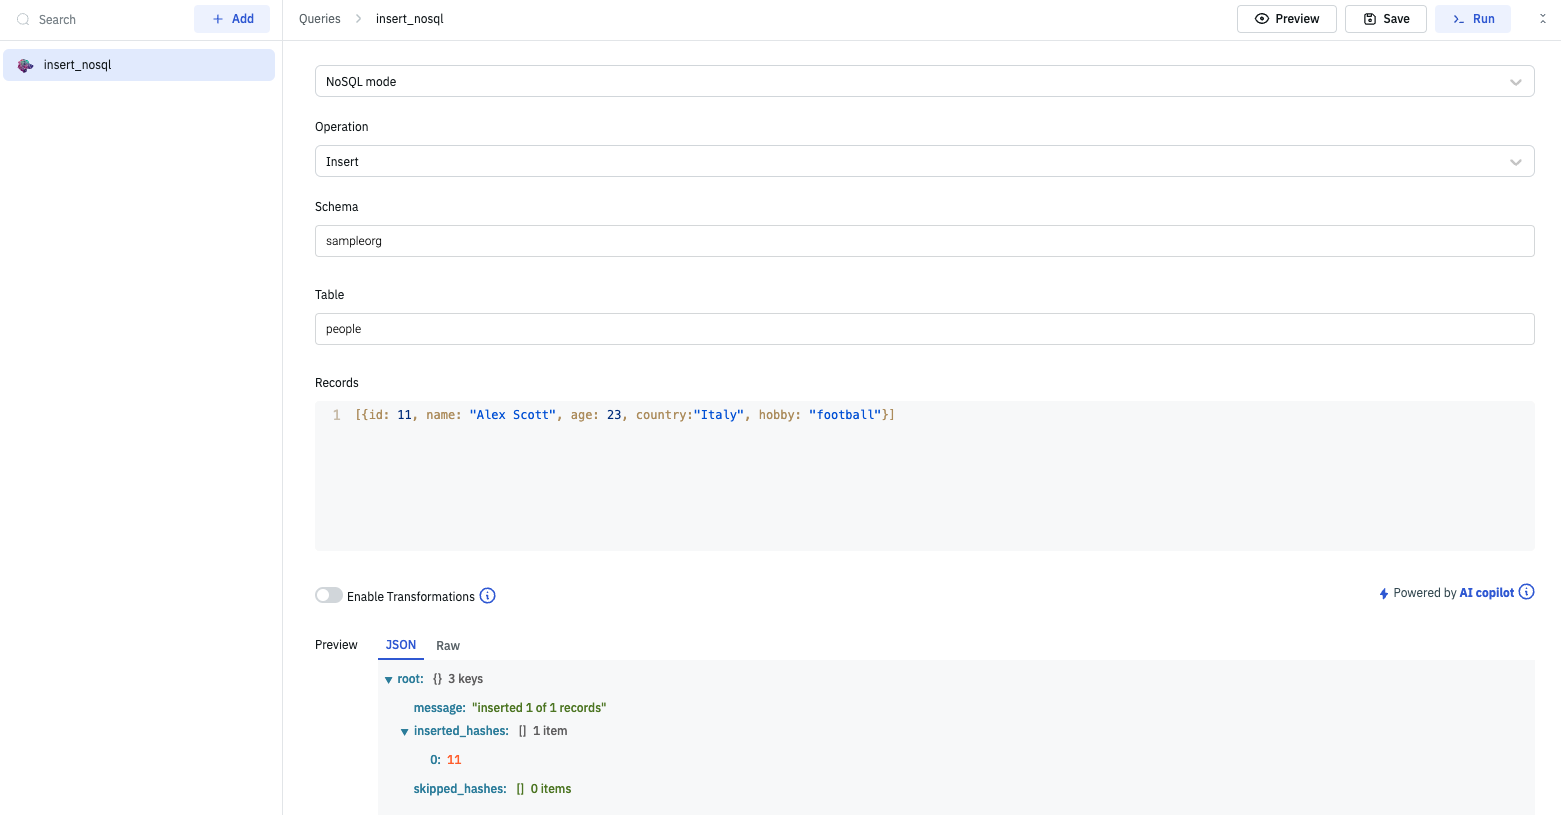 Search
+ Add
insert_nosql
Queries > insert_nosql
Preview
Save
Run
NoSQL mode
Operation
Insert
Schema
sampleorg
Table
people
Records
1 [{id: 11, name: "Alex Scott", age: 23, country:"Italy", hobby: "football"}]
Enable Transformations
Powered by AI copilot
Preview JSON Raw
root: {} 3 keys
message: "inserted 1 of 1 records"
inserted_hashes: [] 1 item
0: 11
skipped_hashes: [] 0 items